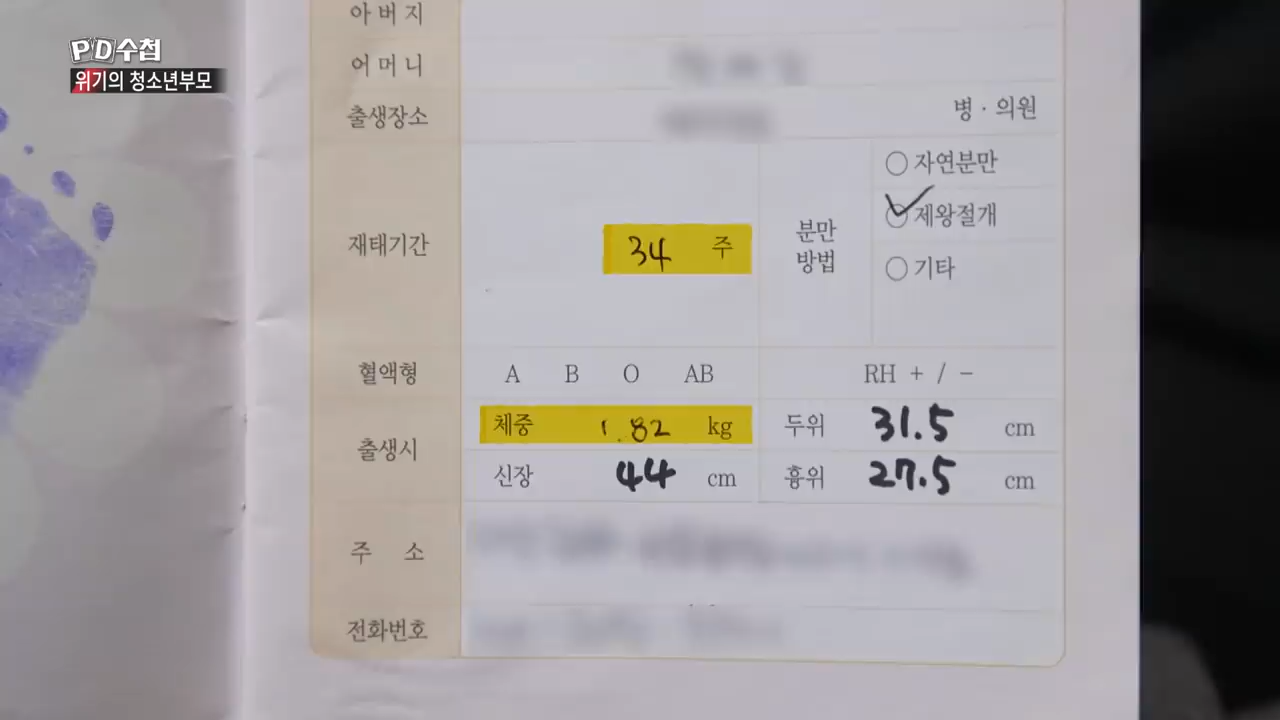 PD수첩
위기의 청소년부모
아버지
어머니
출생장소 병·의원
재태기간 34 주
분만방법
○ 자연분만
○ 제왕절개
○ 기타
혈액형 A B O AB RH + / -
출생시
체중 1.82 kg 두위 31.5 cm
신장 44 cm 흉위 27.5 cm
주 소
전화번호